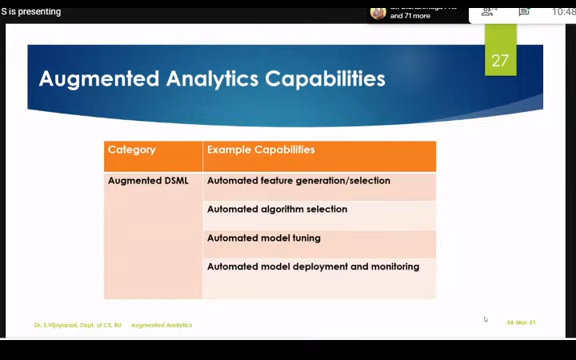 S is presenting
and 71 more
10:48
27
Augmented Analytics Capabilities
Category Example Capabilities
Augmented DSML Automated feature generation/selection
Automated algorithm selection
Automated model tuning
Automated model deployment and monitoring
Dr. S.Vijayarani, Dppt. of CS, BU Augmented Analytics 24-Mar-21